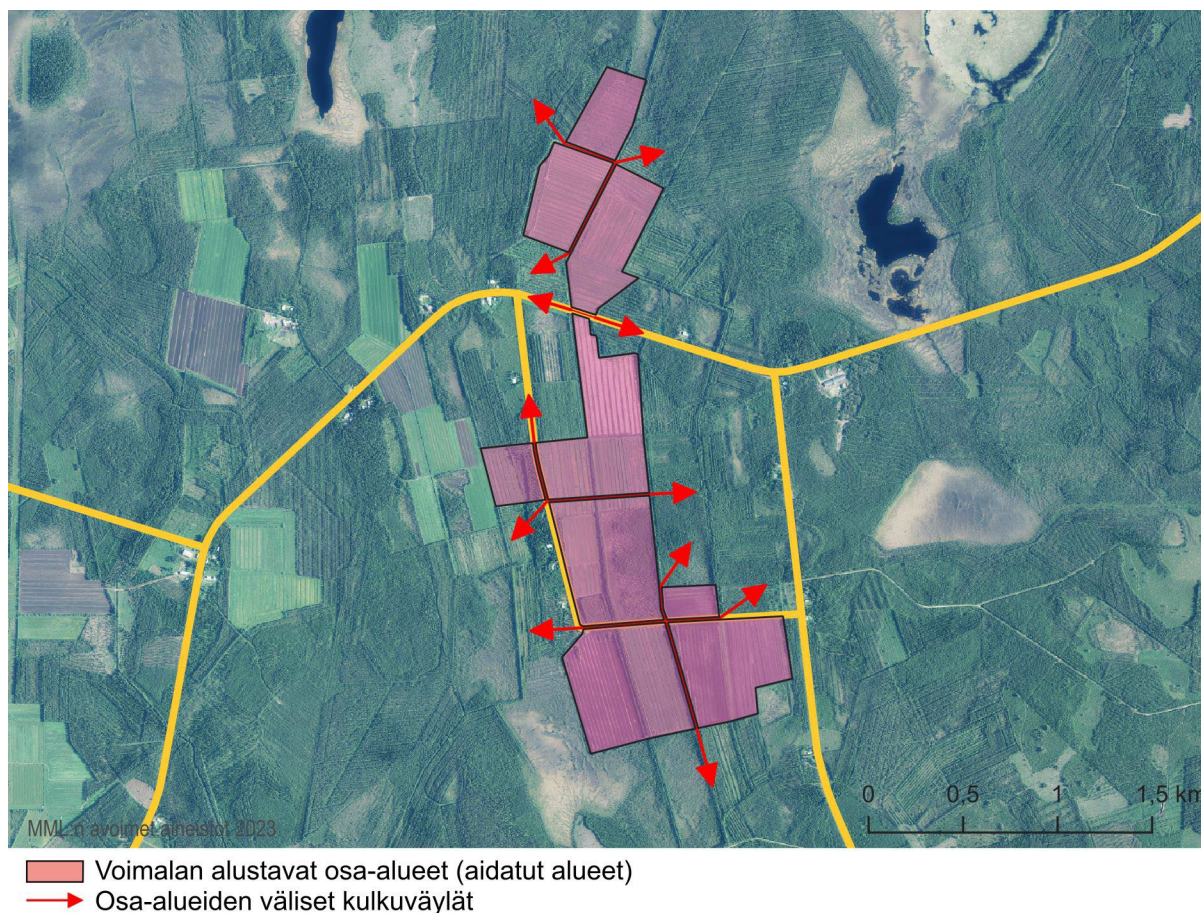 0 0,5 1 1,5 km
MML:n avoimet aineistot 2023
Voimalan alustavat osa-alueet (aidatut alueet)
Osa-alueiden väliset kulkuväylät